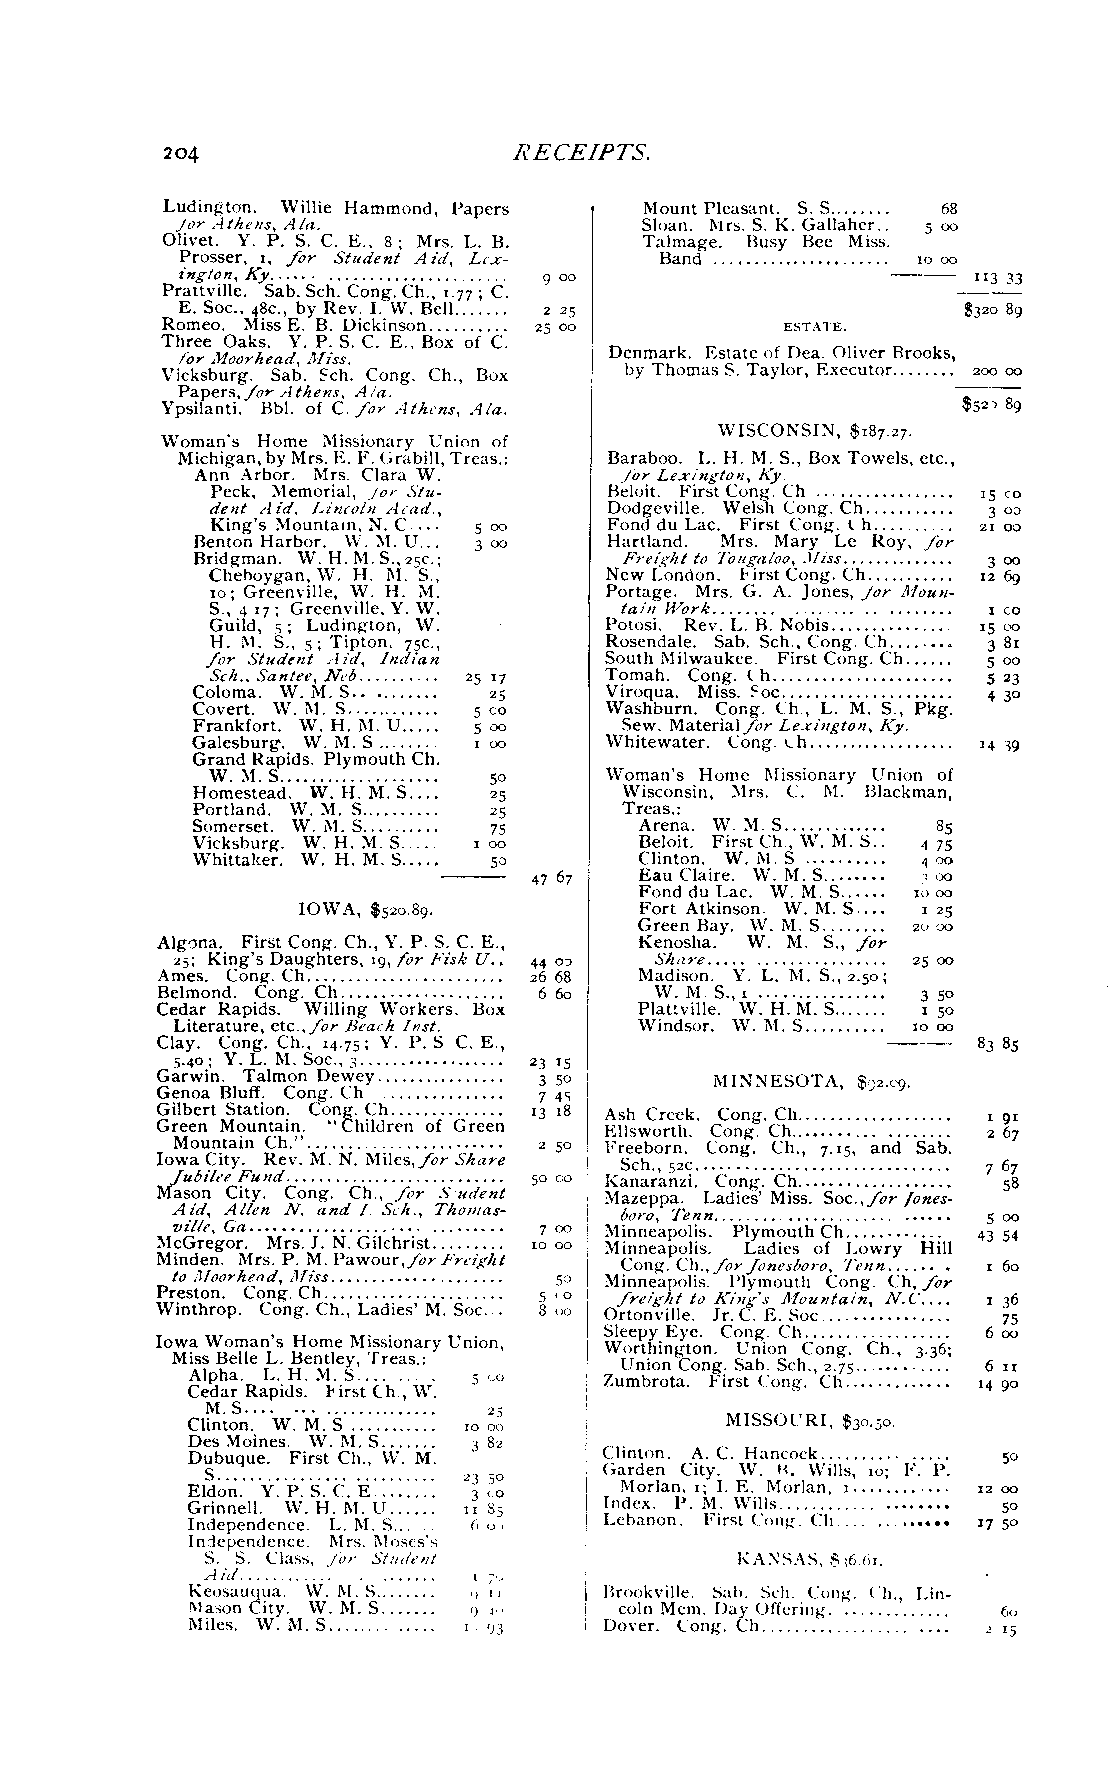 204
RECEIPTS.
Ludington. Willie Hammond, Papers
for Athens, Ala.
Olivet. Y. P. S. C. E., 8; Mrs. L. B.
Prosser, 1, for Student Aid, Lex-
ington, Ky...... ...................... 9 00
Prattville. Sab. Sch. Cong. Ch., 1.77; C.
E. Soc., 48c., by Rev. I. W. Bell....... 2 25
Romeo. Miss E. B. Dickinson.......... 25 00
Three Oaks. Y. P. S. C. E., Box of C.
for Moorhead, Miss.
Vicksburg. Sab. Sch. Cong. Ch., Box
Papers, for Athens, Ala.
Ypsilanti. Bbl. of C. for Athens, Ala.
Woman's Home Missionary Union of
Michigan, by Mrs. E. F. Grabill, Treas.:
Ann Arbor. Mrs. Clara W.
Peck, Memorial, for Stu-
dent Aid, Lincoln Acad.,
King's Mountain, N. C.... 5 00
Benton Harbor. W. M. U... 3 00
Bridgman. W. H. M. S., 25c.;
Cheboygan, W. H. M. S.,
10; Greenville, W. H. M.
S., 4 17; Greenville, Y. W.
Guild, 5; Ludington, W.
H. M. S., 5; Tipton, 75c.,
for Student Aid, Indian
Sch., Santee, Neb.......... 25 17
Coloma. W. M. S.. ........ 25
Covert. W. M. S............ 5 00
Frankfort. W. H. M. U..... 5 00
Galesburg. W. M. S ........ 1 00
Grand Rapids. Plymouth Ch.
W. M. S.................... 50
Homestead. W. H. M. S.... 25
Portland. W. M. S.......... 25
Somerset. W. M. S.......... 75
Vicksburg. W. H. M. S..... 1 00
Whittaker. W. H. M. S..... 50
47 67
IOWA, $520.89.
Algona. First Cong. Ch., Y. P. S. C. E.,
25; King's Daughters, 19, for Fisk U.. 44 00
Ames. Cong. Ch........................ 26 68
Belmond. Cong. Ch.................... 6 60
Cedar Rapids. Willing Workers. Box
Literature, etc., for Beach Inst.
Clay. Cong. Ch., 14.75; Y. P. S C. E.,
5.40; Y. L. M. Soc., 3.................. 23 15
Garwin. Talmon Dewey................ 3 50
Genoa Bluff. Cong. Ch ............... 7 45
Gilbert Station. Cong. Ch.............. 13 18
Green Mountain. "Children of Green
Mountain Ch."........................ 2 50
Iowa City. Rev. M. N. Miles, for Share
Jubilee Fund........................... 50 00
Mason City. Cong. Ch., for Student
Aid, Allen N. and I. Sch., Thomas-
ville, Ga..................... .......... 7 00
McGregor. Mrs. J. N. Gilchrist......... 10 00
Minden. Mrs. P. M. Pawour, for Freight
to Moorhead, Miss..................... 50
Preston. Cong. Ch...................... 5 00
Winthrop. Cong. Ch., Ladies' M. Soc... 8 00
Iowa Woman's Home Missionary Union,
Miss Belle L. Bentley, Treas.:
Alpha. L. H. M. S.... ..... . 5 00
Cedar Rapids. First Ch., W.
M. S.... ... .............. 25
Clinton. W. M. S ........... 10 00
Des Moines. W. M. S....... 3 82
Dubuque. First Ch., W. M.
S................ .......... 23 50
Eldon. Y. P. S. C. E ........ 3 00
Grinnell. W. H. M. U...... 11 85
Independence. L. M. S... ..
Independence. Mrs. Moses's
S. S. Class, for Student
Aid............ . .......
Keosauqua. W. M. S........
Mason City. W. M. S.......
Miles. W. M. S........ .....
Mount Pleasant. S. S........ 68
Sloan. Mrs. S. K. Gallaher.. 5 00
Talmage. Busy Bee Miss.
Band ...................... 10 00
113 33
$320 89
ESTATE.
Denmark. Estate of Dea. Oliver Brooks,
by Thomas S. Taylor, Executor........ 200 00
$520 89
WISCONSIN, $187.27.
Baraboo. L. H. M. S., Box Towels, etc.,
for Lexington, Ky.
Beloit. First Cong. Ch ................. 15 00
Dodgeville. Welsh Cong. Ch........... 3 00
Fond du Lac. First Cong. Ch.......... 21 00
Hartland. Mrs. Mary Le Roy, for
Freight to Tougaloo, Miss.............. 3 00
New London. First Cong. Ch........... 12 69
Portage. Mrs. G. A. Jones, for Moun-
tain Work........ ........ .. ........ 1 00
Potosi. Rev. L. B. Nobis............... 15 00
Rosendale. Sab. Sch., Cong. Ch........ 3 81
South Milwaukee. First Cong. Ch...... 5 00
Tomah. Cong. Ch...................... 5 23
Viroqua. Miss. Soc..................... 4 30
Washburn. Cong. Ch., L. M. S., Pkg.
Sew. Material for Lexington, Ky.
Whitewater. Cong. Ch.................. 14 39
Woman's Home Missionary Union of
Wisconsin, Mrs. C. M. Blackman,
Treas.:
Arena. W. M. S............. 85
Beloit. First Ch., W. M. S.. 4 75
Clinton. W. M. S .......... 4 00
Eau Claire. W. M. S........ 3 00
Fond du Lac. W. M. S...... 10 00
Fort Atkinson. W. M. S.... 1 25
Green Bay. W. M. S........ 20 00
Kenosha. W. M. S., for
Share..... ................ 25 00
Madison. Y. L. M. S., 2.50;
W. M. S., 1 ................ 3 50
Plattville. W. H. M. S....... 1 50
Windsor. W. M. S.......... 10 00
83 85
MINNESOTA, $92.09.
Ash Creek. Cong. Ch................... 1 91
Ellsworth. Cong. Ch.......... ........ 2 67
Freeborn. Cong. Ch., 7.15, and Sab.
Sch., 52c............................... 7 67
Kanaranzi. Cong. Ch................... 58
Mazeppa. Ladies' Miss. Soc., for Jones-
boro, Tenn...................... ...... 5 00
Minneapolis. Plymouth Ch............ 43 54
Minneapolis. Ladies of Lowry Hill
Cong. Ch., for Jonesboro, Tenn...... . 1 60
Minneapolis. Plymouth Cong. Ch, for
freight to King's Mountain, N.C.... 1 36
Ortonville. Jr. C. E. Soc................ 75
Sleepy Eye. Cong. Ch.................. 6 00
Worthington. Union Cong. Ch., 3.36;
Union Cong. Sab. Sch., 2.75............ 6 11
Zumbrota. First Cong. Ch............. 14 90
MISSOURI, $30.50.
Clinton. A. C. Hancock.......... ..... 50
Garden City. W. B. Wills, 10; F. P.
Morlan, 1; I. E. Morlan, 1............. 12 00
Index. P. M. Wills............ ........ 50
Lebanon. First Cong. Ch.... ......... 17 50
KANSAS, $36.61.
Brookville. Sab. Sch. Cong. Ch., Lin-
coln Mem. Day Offering. ............. 60
Dover. Cong. Ch.................. .... 2 15